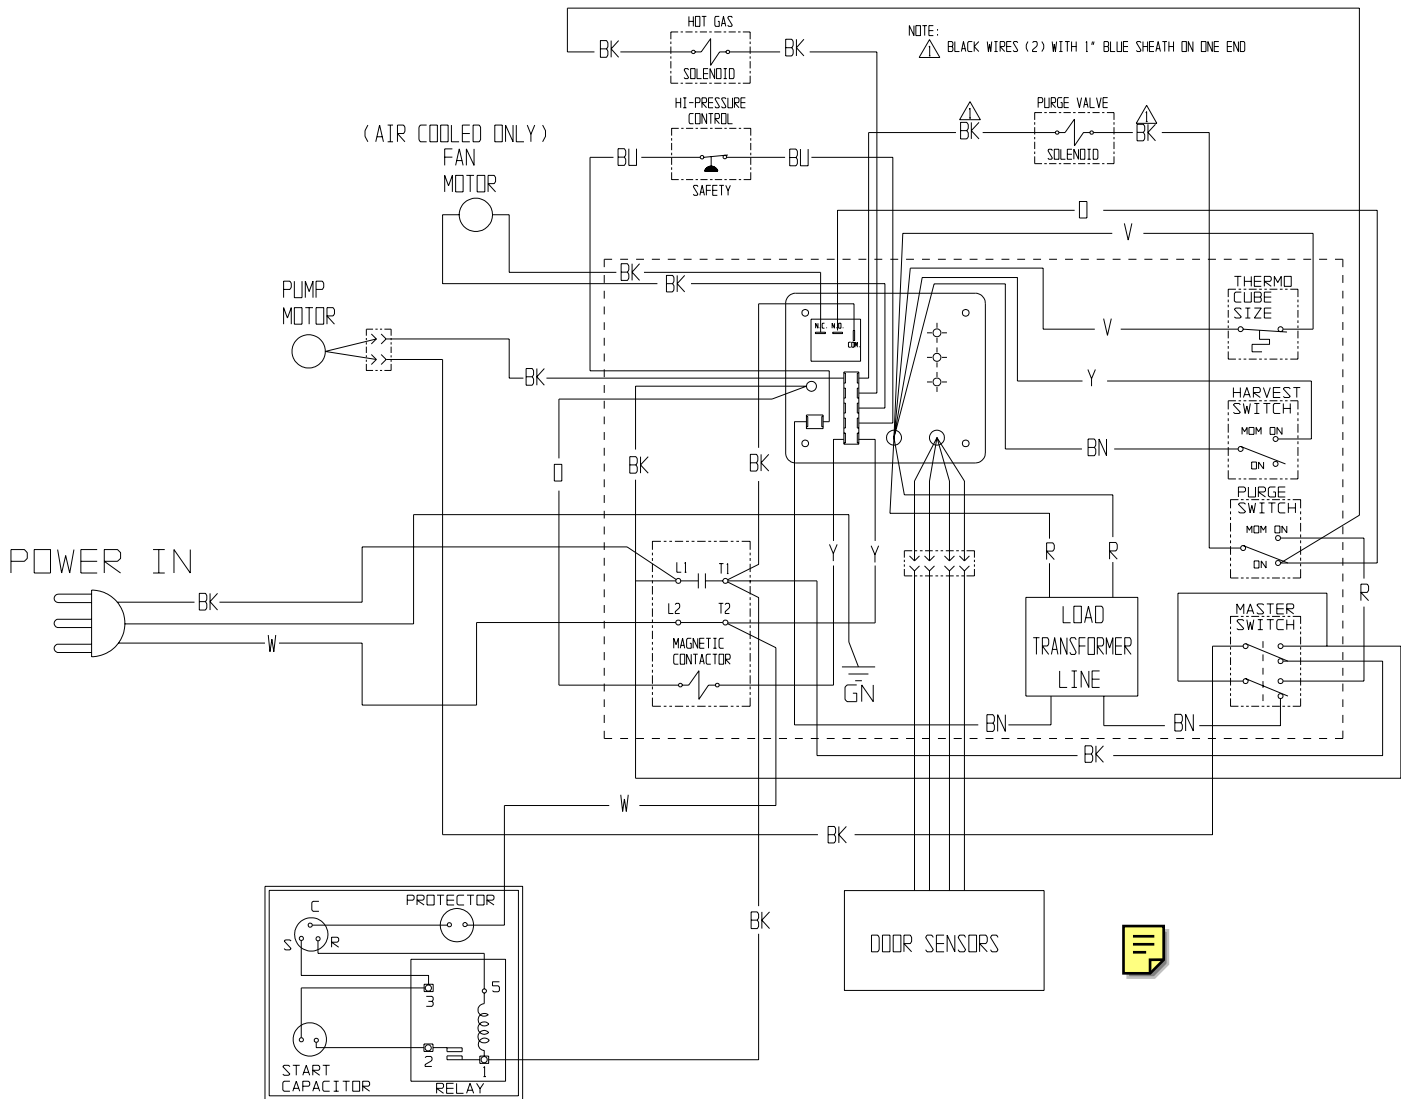 HOT GAS
BK
BK
SOLENOID
NOTE:
1 BLACK WIRES (2) WITH 1" BLUE SHEATH ON ONE END
HI-PRESSURE
CONTROL
BU
BU
SAFETY
PURGE VALVE
1
BK
1
BK
SOLENOID
(AIR COOLED ONLY)
FAN
MOTOR
O
V
BK
BK
PUMP
MOTOR
THERMO
CUBE
SIZE
N.C. N.O.
COM.
V
BK
Y
HARVEST
SWITCH
MOM ON
ON
BN
O
BK
BK
PURGE
SWITCH
MOM ON
ON
POWER IN
BK
W
Y
Y
R
R
R
L1
T1
L2
T2
MAGNETIC
CONTACTOR
GN
LOAD
TRANSFORMER
LINE
MASTER
SWITCH
BN
BN
BK
W
BK
BK
C
PROTECTOR
S
R
5
3
2
1
START
CAPACITOR
RELAY
DOOR SENSORS